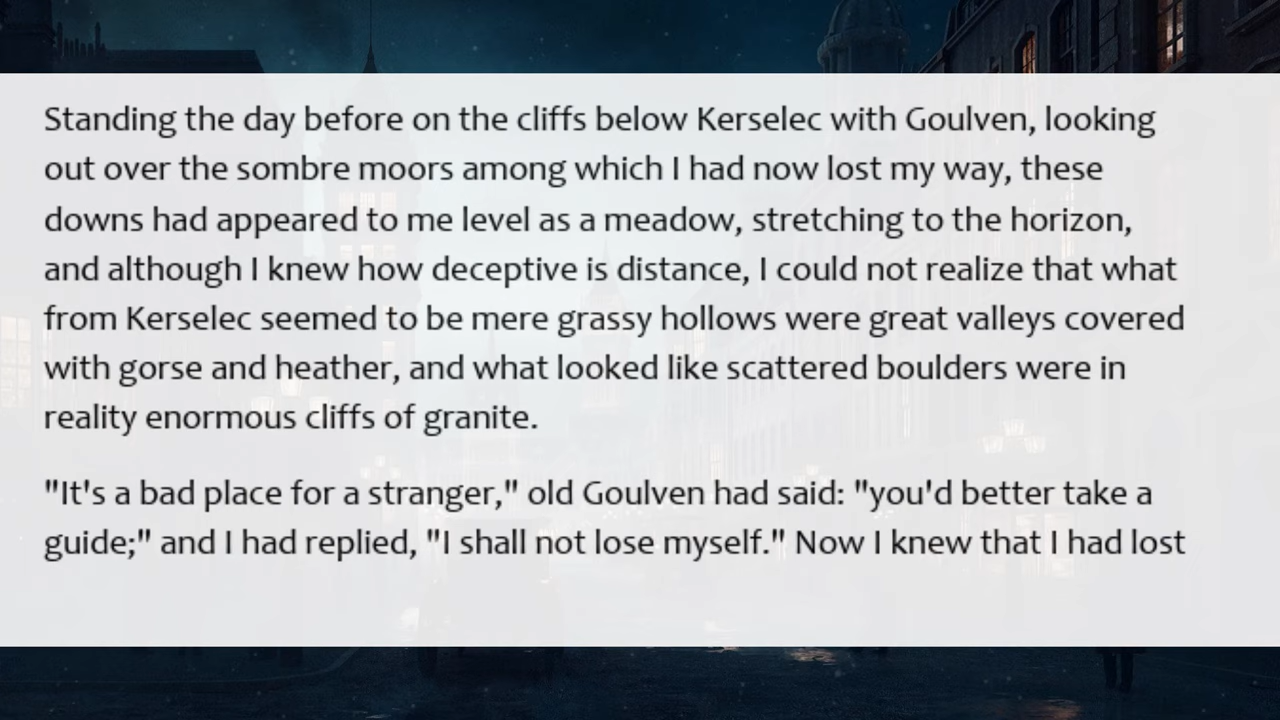 Standing the day before on the cliffs below Kerselec with Goulven, looking
out over the sombre moors among which I had now lost my way, these
downs had appeared to me level as a meadow, stretching to the horizon,
and although I knew how deceptive is distance, I could not realize that what
from Kerselec seemed to be mere grassy hollows were great valleys covered
with gorse and heather, and what looked like scattered boulders were in
reality enormous cliffs of granite.
"It's a bad place for a stranger," old Goulven had said: "you'd better take a
guide;" and I had replied, "I shall not lose myself." Now I knew that I had lost